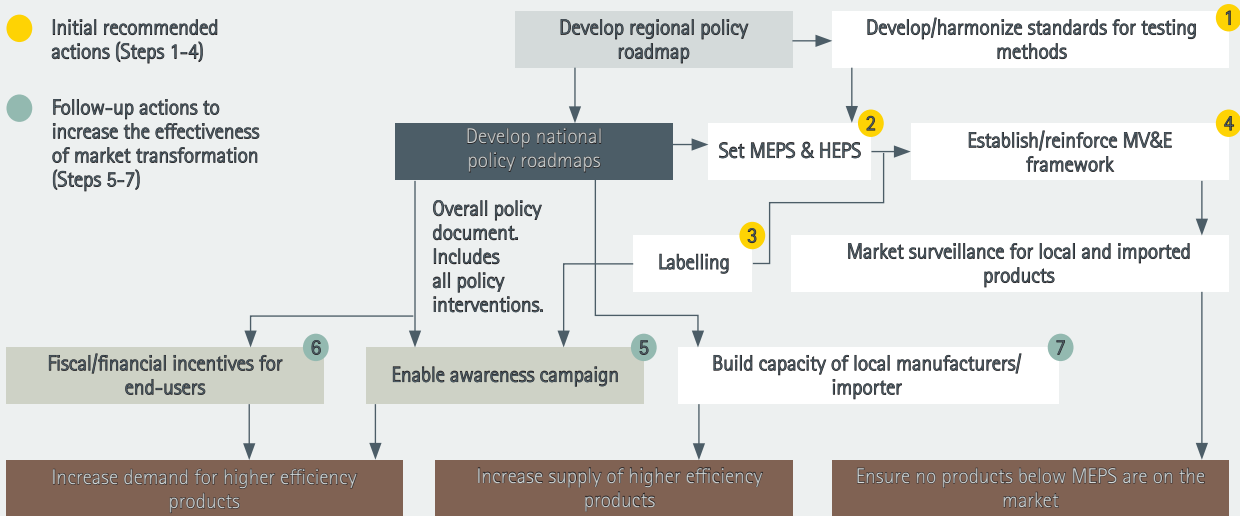 Initial recommended
actions (Steps 1-4)
Follow-up actions to
increase the effectiveness
of market transformation
(Steps 5-7)
Develop regional policy
roadmap
1
Develop/harmonize standards for testing
methods
Develop national
policy roadmaps
2
Set MEPS & HEPS
4
Establish/reinforce MV&E
framework
Overall policy
document.
Includes
all policy
interventions.
3
Labelling
Market surveillance for local and imported
products
6
Fiscal/financial incentives for
end-users
5
Enable awareness campaign
7
Build capacity of local manufacturers/
importer
Increase demand for higher efficiency
products
Increase supply of higher efficiency
products
Ensure no products below MEPS are on the
market